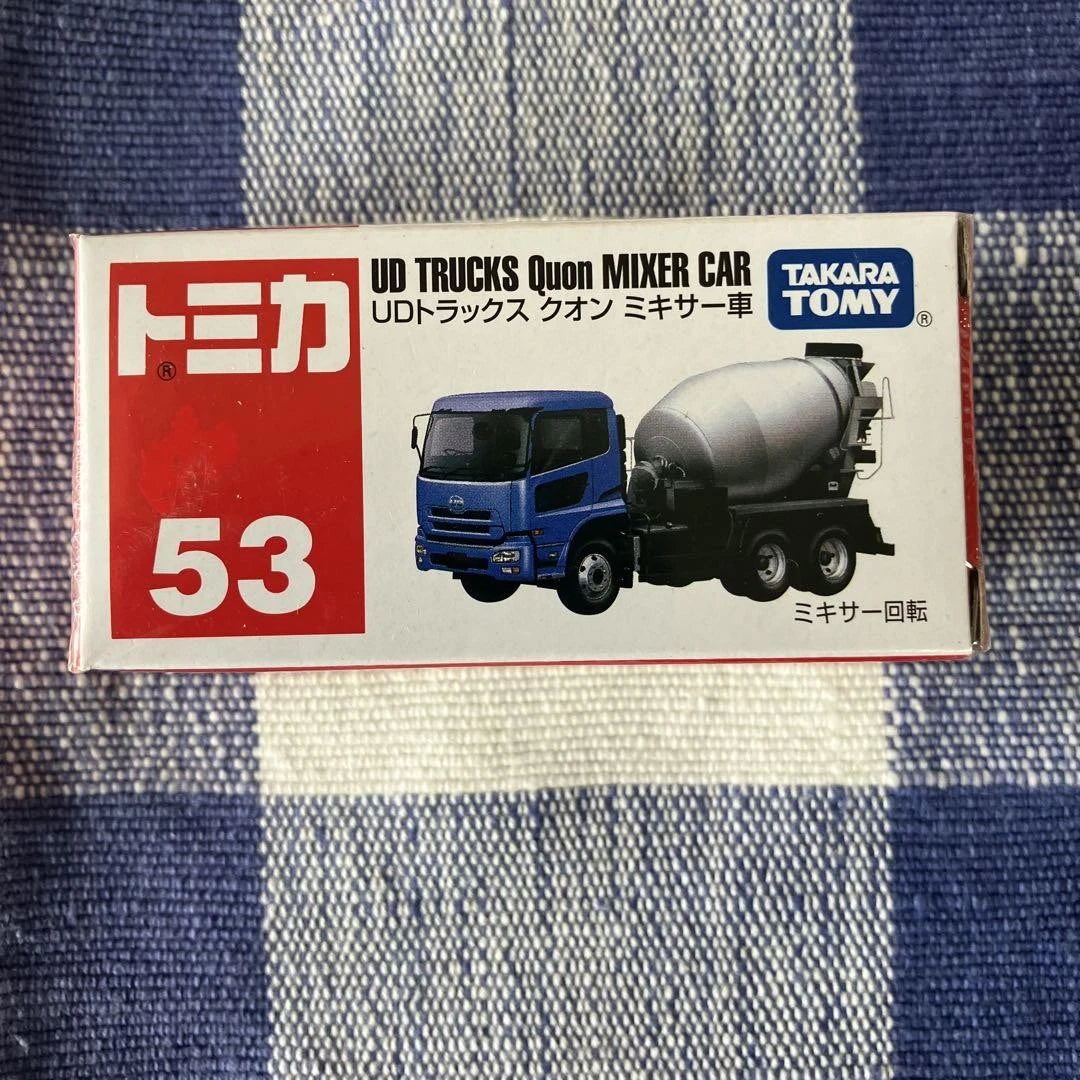 トミカ®
53
UD TRUCKS Quon MIXER CAR
UDトラックス クオン ミキサー車
TAKARA
TOMY®
ミキサー回転